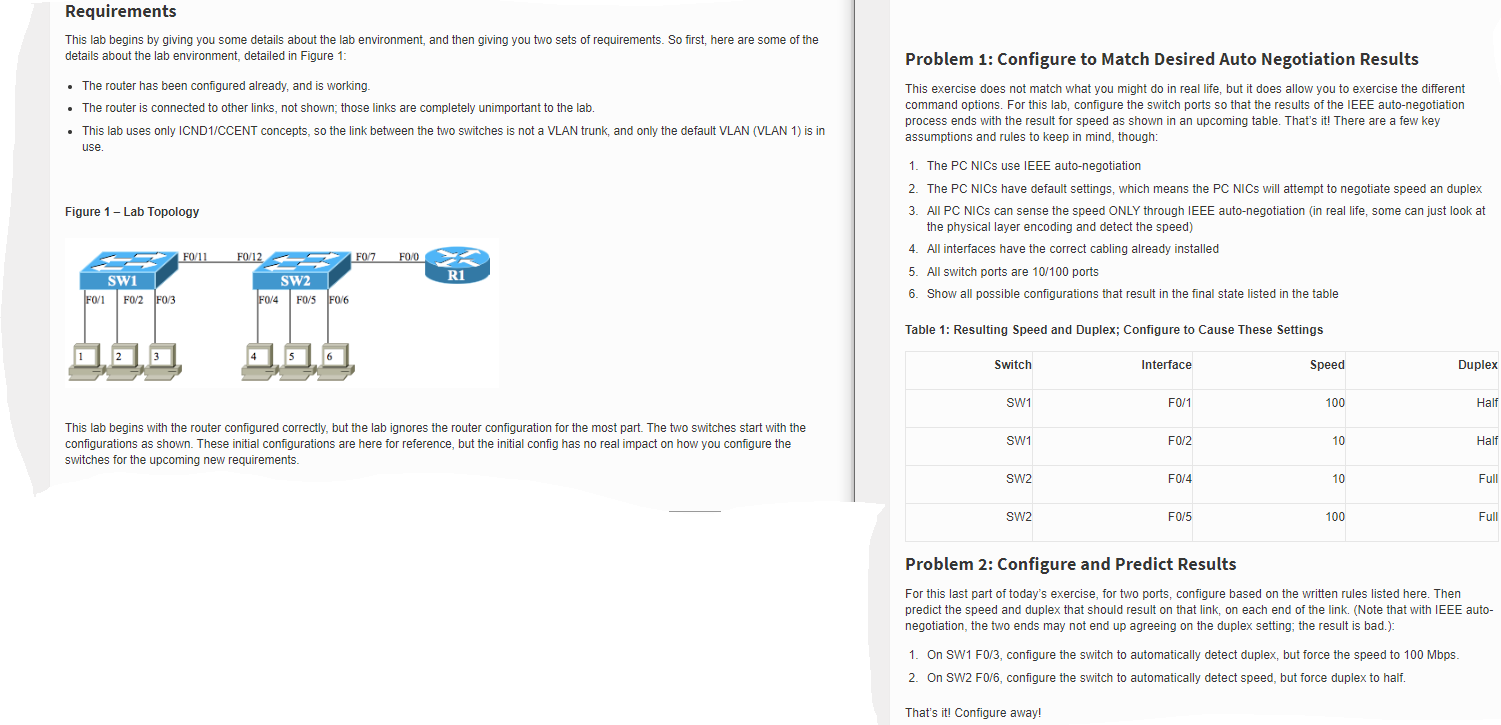 Requirements
This lab begins by giving you some details about the lab environment, and then giving you two sets of requirements. So first, here are some of the
details about the lab environment, detailed in Figure 1:
• The router has been configured already, and is working.
• The router is connected to other links, not shown; those links are completely unimportant to the lab.
• This lab uses only ICND1/CCENT concepts, so the link between the two switches is not a VLAN trunk, and only the default VLAN (VLAN 1) is in
use.
Figure 1 – Lab Topology
F0/11 F0/12 F0/7 F0/0
SW1 SW2 R1
F0/1 F0/2 F0/3 F0/4 F0/5 F0/6
1 2 3 4 5 6
This lab begins with the router configured correctly, but the lab ignores the router configuration for the most part. The two switches start with the
configurations as shown. These initial configurations are here for reference, but the initial config has no real impact on how you configure the
switches for the upcoming new requirements.
Problem 1: Configure to Match Desired Auto Negotiation Results
This exercise does not match what you might do in real life, but it does allow you to exercise the different
command options. For this lab, configure the switch ports so that the results of the IEEE auto-negotiation
process ends with the result for speed as shown in an upcoming table. That's it! There are a few key
assumptions and rules to keep in mind, though:
1. The PC NICs use IEEE auto-negotiation
2. The PC NICs have default settings, which means the PC NICs will attempt to negotiate speed an duplex
3. All PC NICs can sense the speed ONLY through IEEE auto-negotiation (in real life, some can just look at
the physical layer encoding and detect the speed)
4. All interfaces have the correct cabling already installed
5. All switch ports are 10/100 ports
6. Show all possible configurations that result in the final state listed in the table
Table 1: Resulting Speed and Duplex; Configure to Cause These Settings
Switch Interface Speed Duplex
SW1 F0/1 100 Half
SW1 F0/2 10 Half
SW2 F0/4 10 Full
SW2 F0/5 100 Full
Problem 2: Configure and Predict Results
For this last part of today's exercise, for two ports, configure based on the written rules listed here. Then
predict the speed and duplex that should result on that link, on each end of the link. (Note that with IEEE auto-
negotiation, the two ends may not end up agreeing on the duplex setting; the result is bad.):
1. On SW1 F0/3, configure the switch to automatically detect duplex, but force the speed to 100 Mbps.
2. On SW2 F0/6, configure the switch to automatically detect speed, but force duplex to half.
That's it! Configure away!